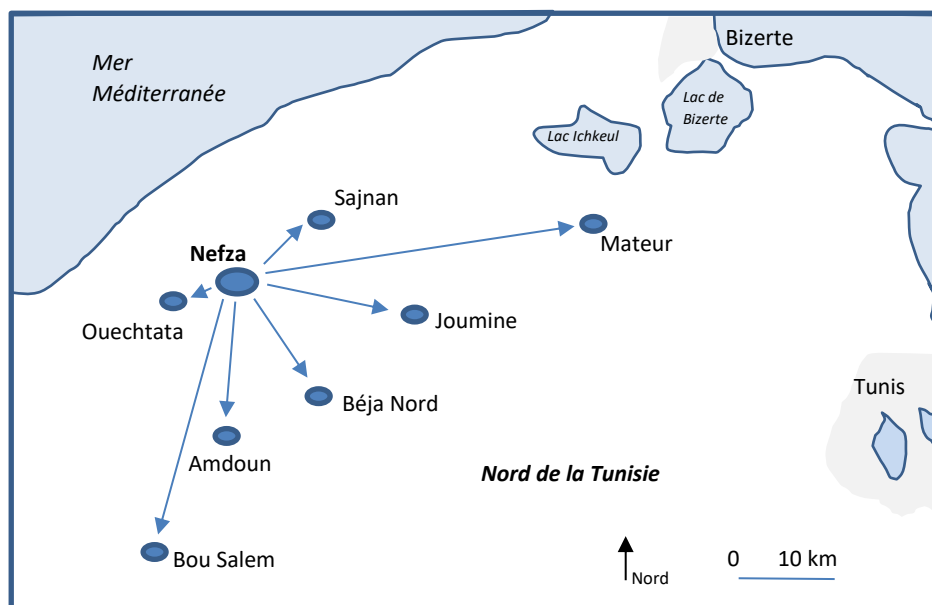 Mer
Méditerranée
Bizerte
Lac de
Bizerte
Lac Ichkeul
Sajnan
Mateur
Nefza
Ouechtata
Joumine
Béja Nord
Tunis
Amdoun
Nord de la Tunisie
Bou Salem
Nord
0 10 km